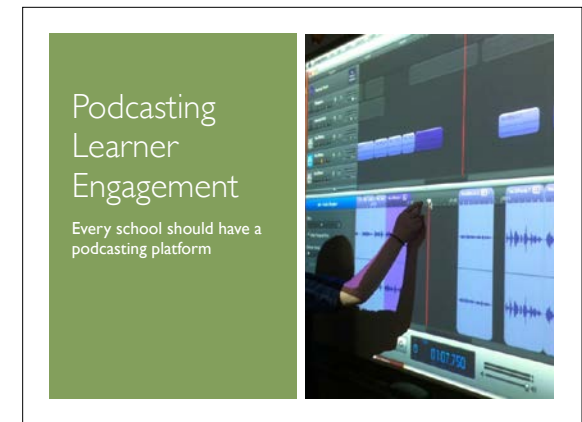 Podcasting
Learner
Engagement
Every school should have a
podcasting platform